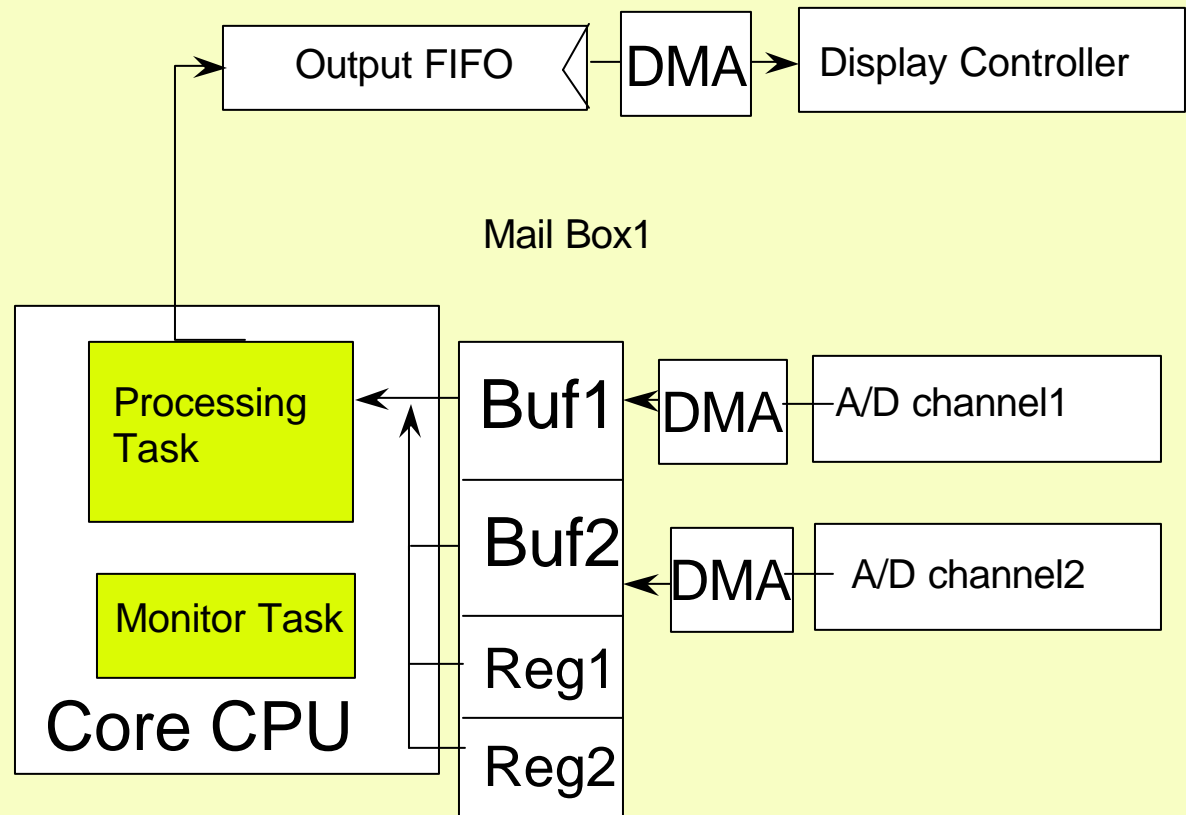 Output FIFO
DMA
Display Controller
Mail Box1
Processing
Task
Buf1
DMA
A/D channel1
Buf2
DMA
A/D channel2
Monitor Task
Reg1
Core CPU
Reg2